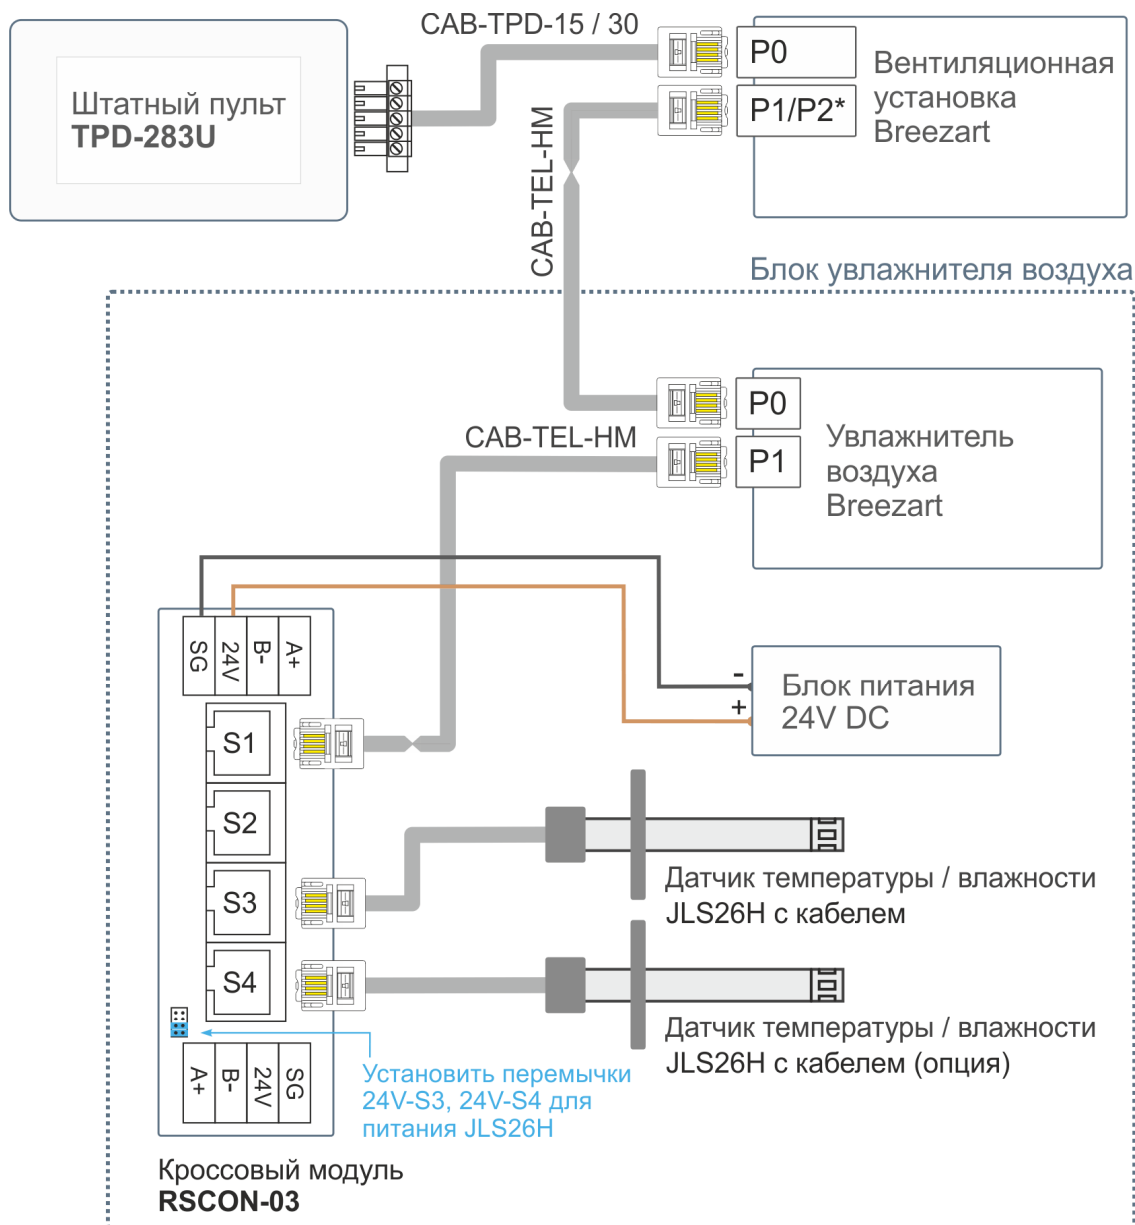 CAB-TPD-15 / 30
Штатный пульт
TPD-283U
P0
P1/P2*
Вентиляционная
установка
Breezart
CAB-TEL-HM
Блок увлажнителя воздуха
P0
P1
Увлажнитель
воздуха
Breezart
CAB-TEL-HM
SG
24V
B-
A+
-
+
Блок питания
24V DC
S1
S2
S3
S4
Датчик температуры / влажности
JLS26H с кабелем
Датчик температуры / влажности
JLS26H с кабелем (опция)
A+
B-
24V
SG
Установить перемычки
24V-S3, 24V-S4 для
питания JLS26H
Кроссовый модуль
RSCON-03